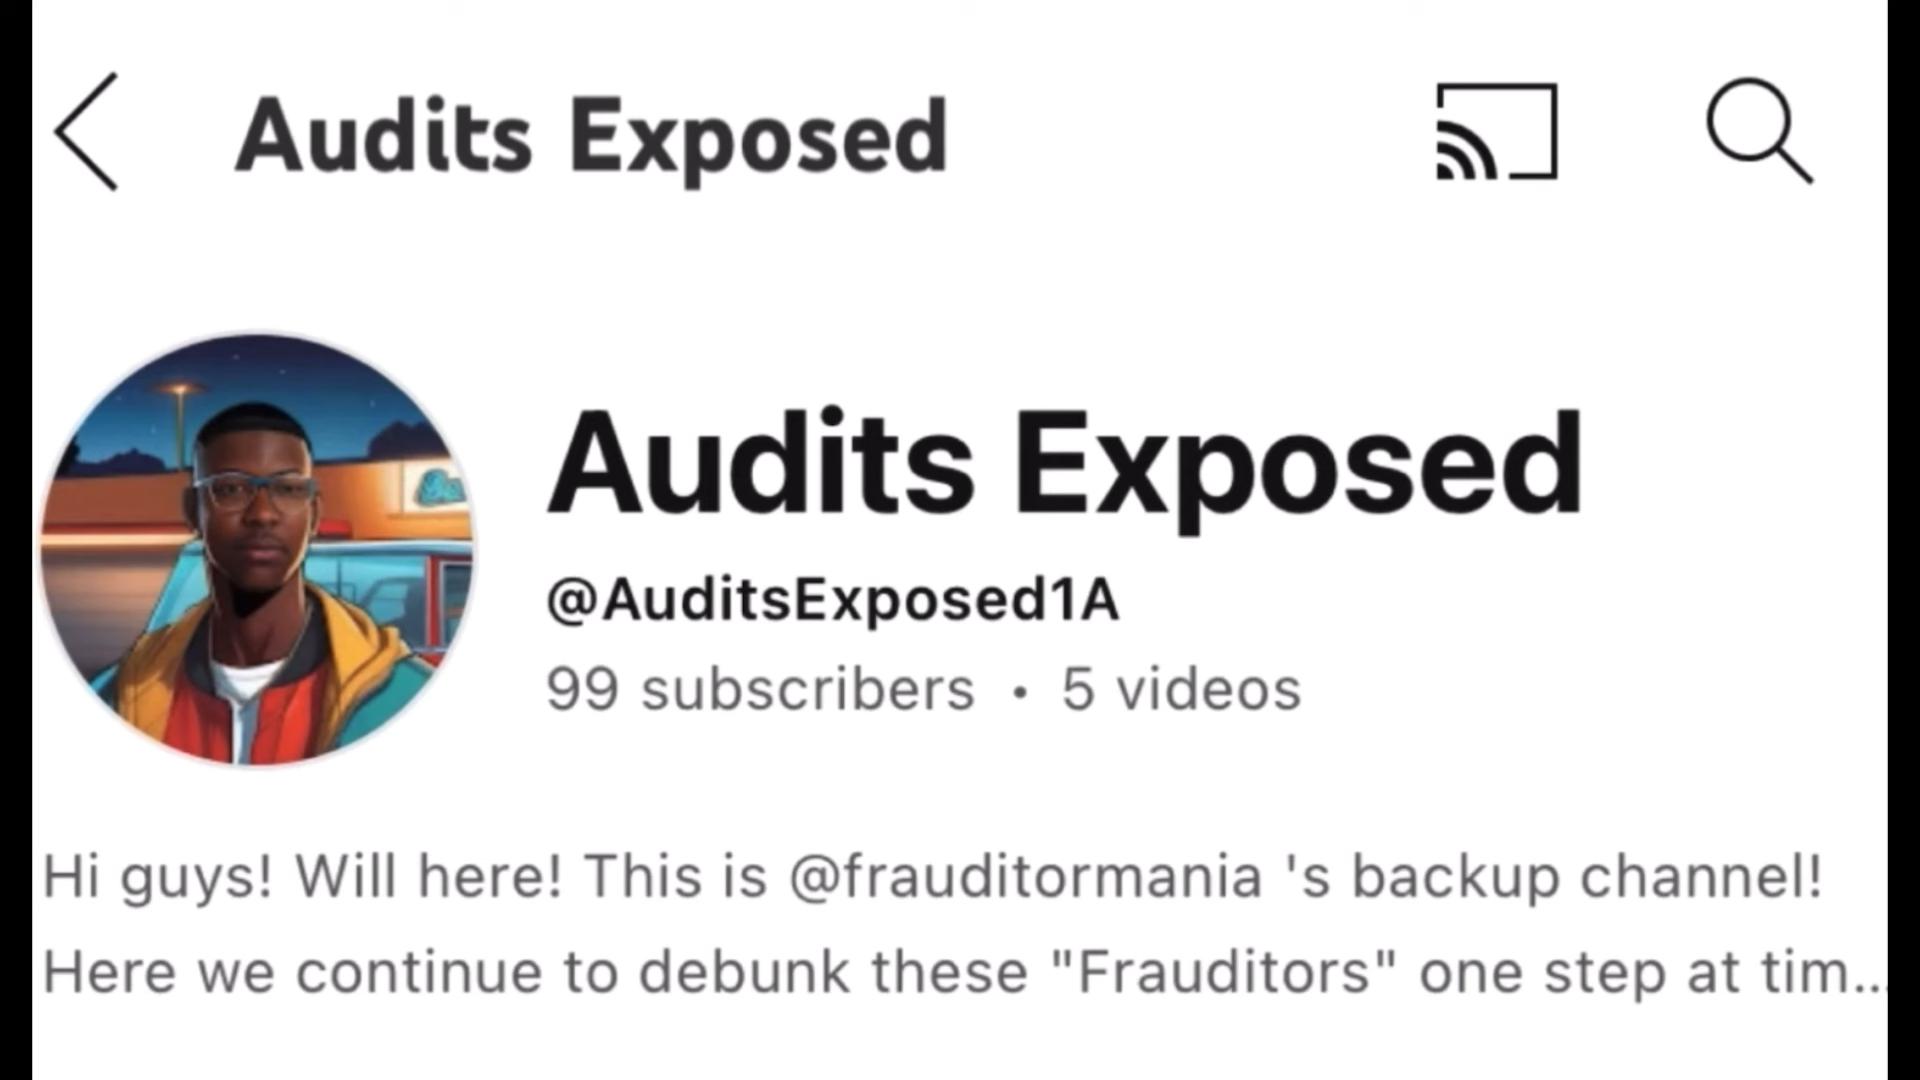 Audits Exposed
Audits Exposed
@AuditsExposed1A
99 subscribers • 5 videos
Hi guys! Will here! This is @frauditormania 's backup channel!
Here we continue to debunk these "Frauditors" one step at tim...